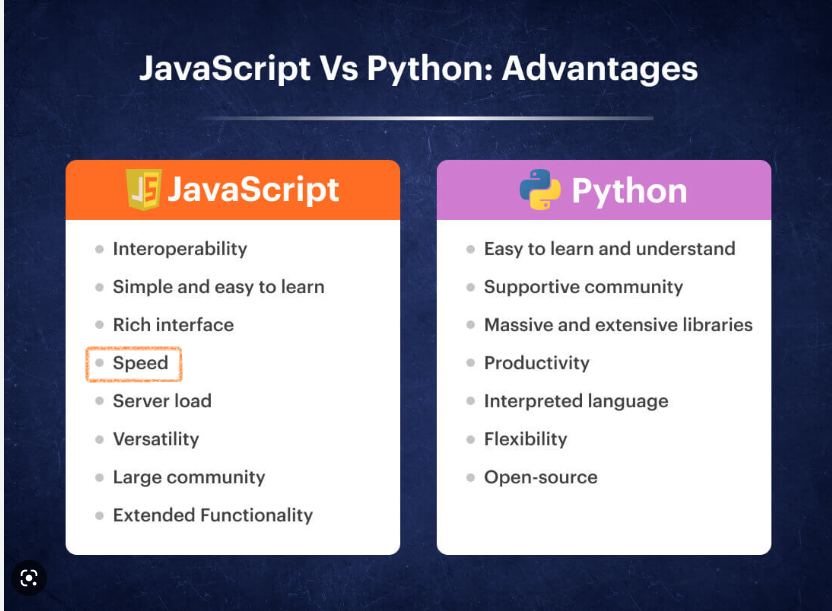 JavaScript Vs Python: Advantages
JS JavaScript
Interoperability
Simple and easy to learn
Rich interface
Speed
Server load
Versatility
Large community
Extended Functionality
Python
Easy to learn and understand
Supportive community
Massive and extensive libraries
Productivity
Interpreted language
Flexibility
Open-source